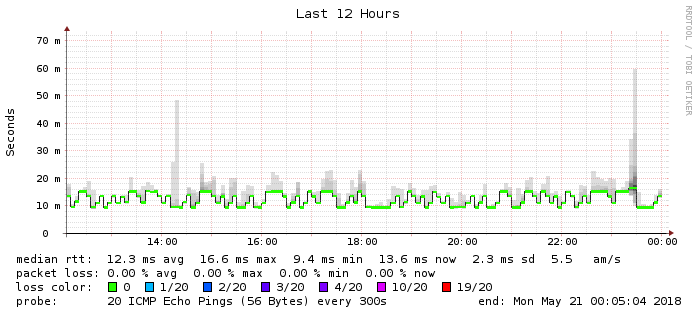 Last 12 Hours
RRDTOOL / TOBI OETIKER
Seconds
70 m
60 m
50 m
40 m
30 m
20 m
10 m
0
14:00 16:00 18:00 20:00 22:00 00:00
median rtt: 12.3 ms avg 16.6 ms max 9.4 ms min 13.6 ms now 2.3 ms sd 5.5 am/s
packet loss: 0.00 % avg 0.00 % max 0.00 % min 0.00 % now
loss color: 0 1/20 2/20 3/20 4/20 10/20 19/20
probe: 20 ICMP Echo Pings (56 Bytes) every 300s end: Mon May 21 00:05:04 2018